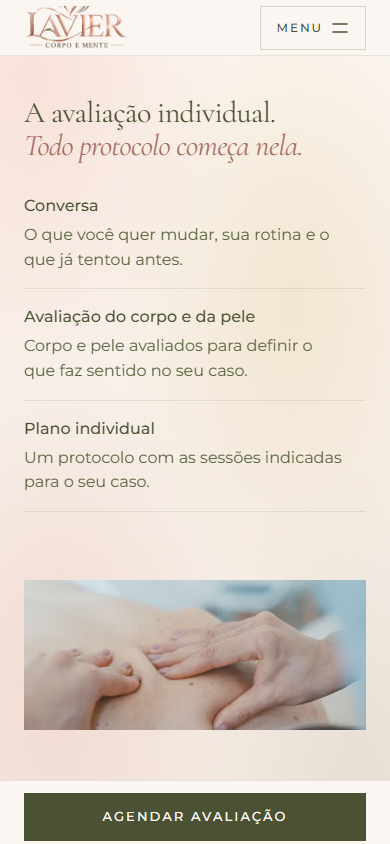 LAVIER
CORPO E MENTE
MENU
A avaliação individual.
Todo protocolo começa nela.
Conversa
O que você quer mudar, sua rotina e o
que já tentou antes.
Avaliação do corpo e da pele
Corpo e pele avaliados para definir o
que faz sentido no seu caso.
Plano individual
Um protocolo com as sessões indicadas
para o seu caso.
AGENDAR AVALIAÇÃO